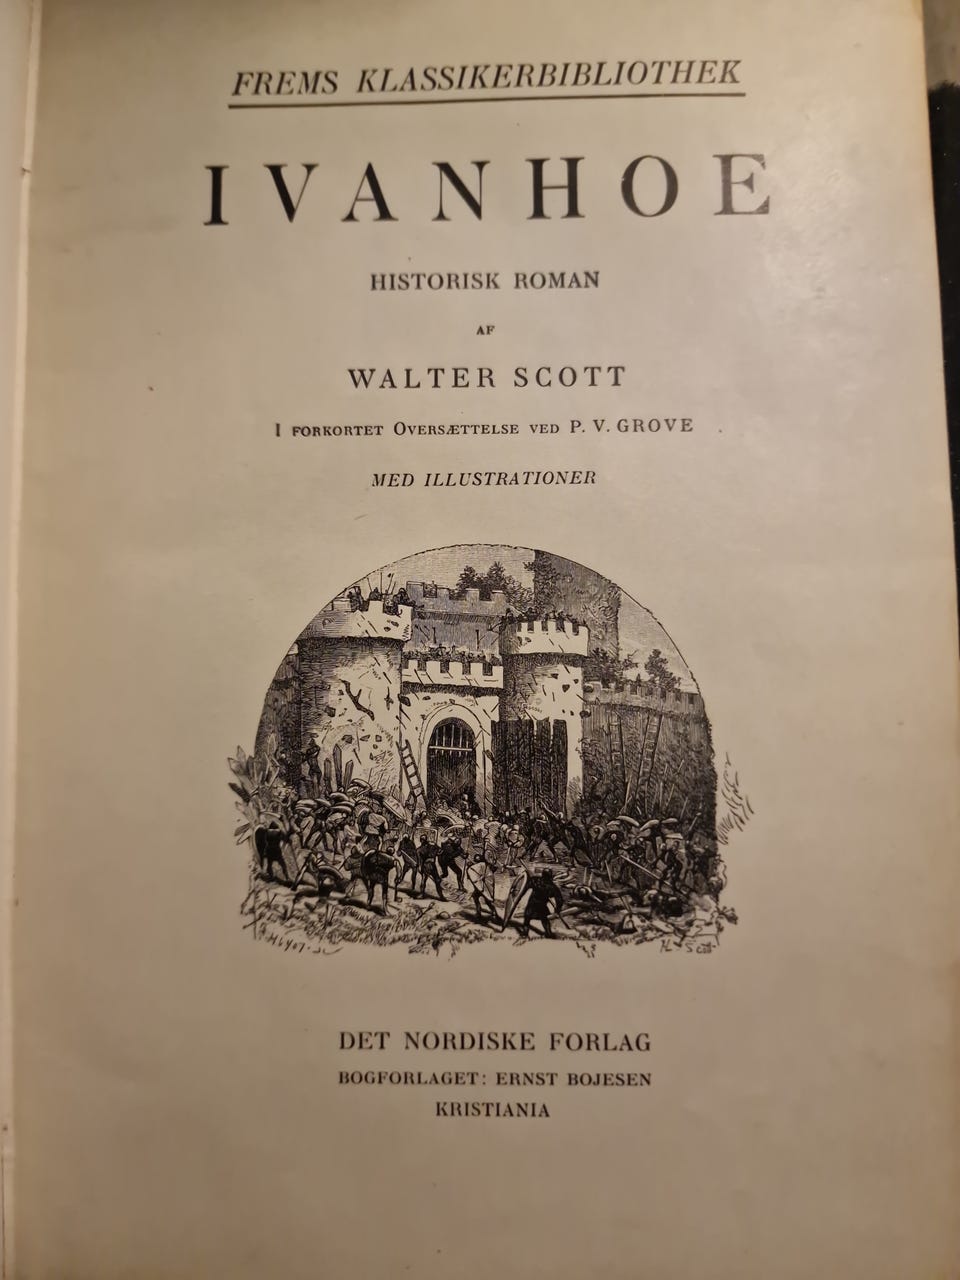 FREMS KLASSIKERBIBLIOTHEK
IVANHOE
HISTORISK ROMAN
AF
WALTER SCOTT
I FORKORTET OVERSÆTTELSE VED P. V. GROVE
MED ILLUSTRATIONER
DET NORDISKE FORLAG
BOGFORLAGET: ERNST BOJESEN
KRISTIANIA